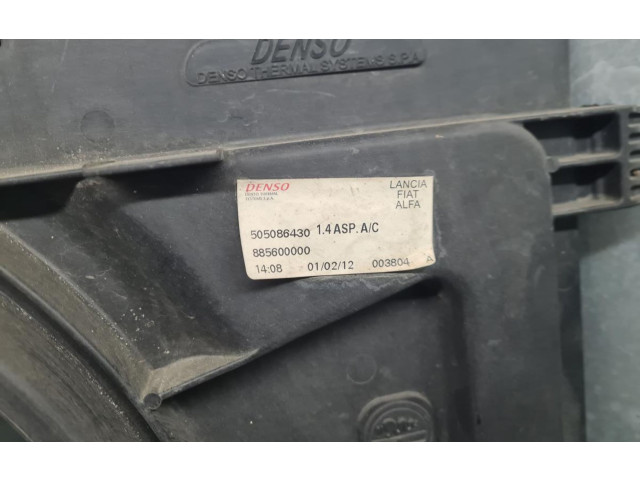 DENSO
DENSO THERMAL SYSTEMS S.P.A
DENSO
LANCIA
FIAT
ALFA
505086430 1.4 ASP. A/C
885600000
14:08 01/02/12 003804 A